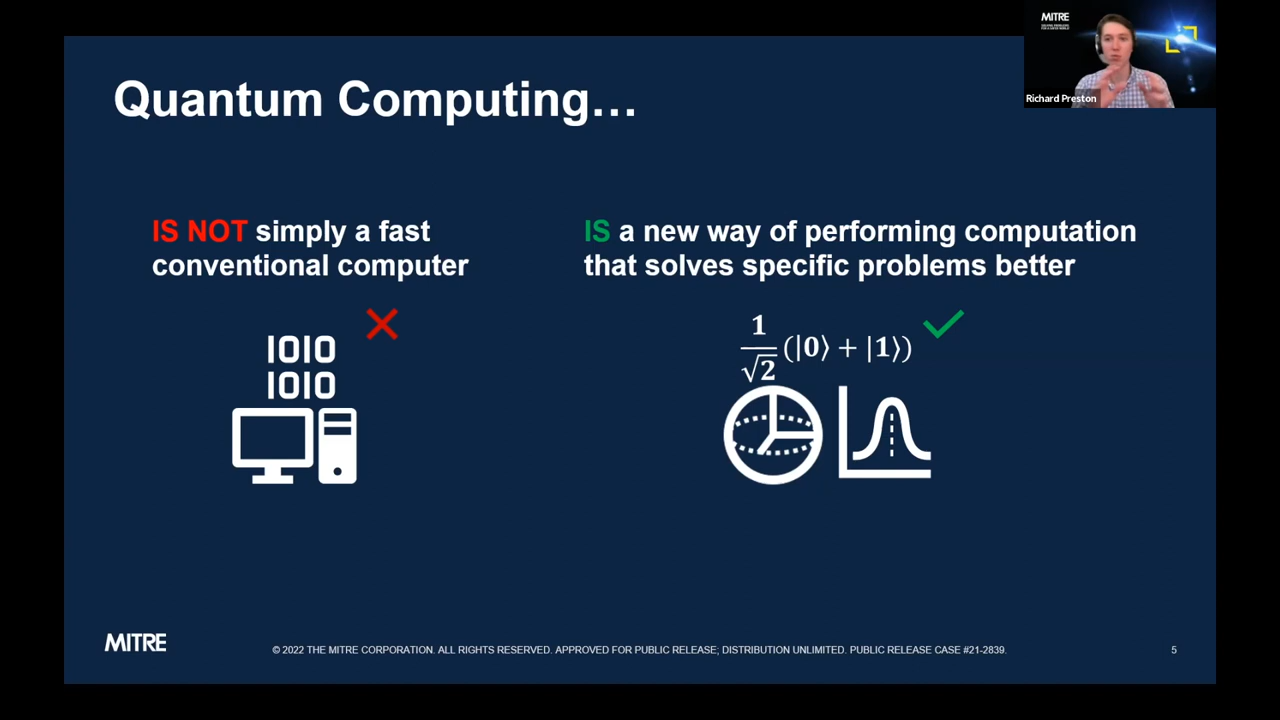 MITRE
Richard Preston
Quantum Computing…
IS NOT simply a fast
conventional computer
IS a new way of performing computation
that solves specific problems better
1010
1010
1
√2
(|0⟩ + |1⟩)
MITRE
© 2022 THE MITRE CORPORATION. ALL RIGHTS RESERVED. APPROVED FOR PUBLIC RELEASE; DISTRIBUTION UNLIMITED. PUBLIC RELEASE CASE #21-2839.
5